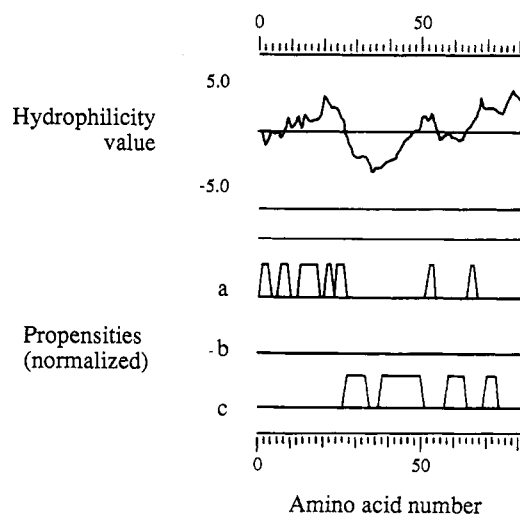 0 50
5.0
Hydrophilicity
value
-5.0
a
Propensities
(normalized)
b
c
0 50
Amino acid number